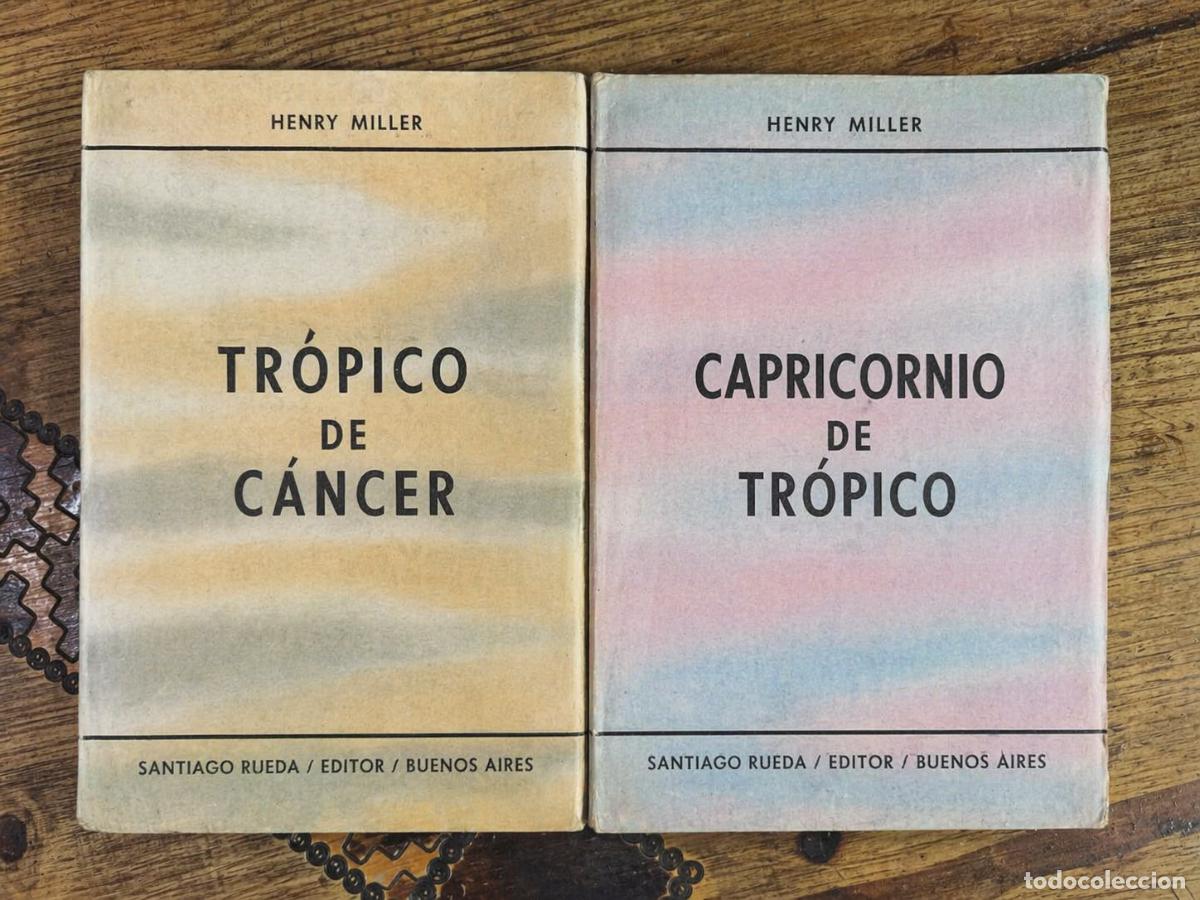 HENRY MILLER
TRÓPICO
DE
CÁNCER
SANTIAGO RUEDA / EDITOR / BUENOS AIRES
HENRY MILLER
CAPRICORNIO
DE
TRÓPICO
SANTIAGO RUEDA / EDITOR / BUENOS AIRES
todocoleccion